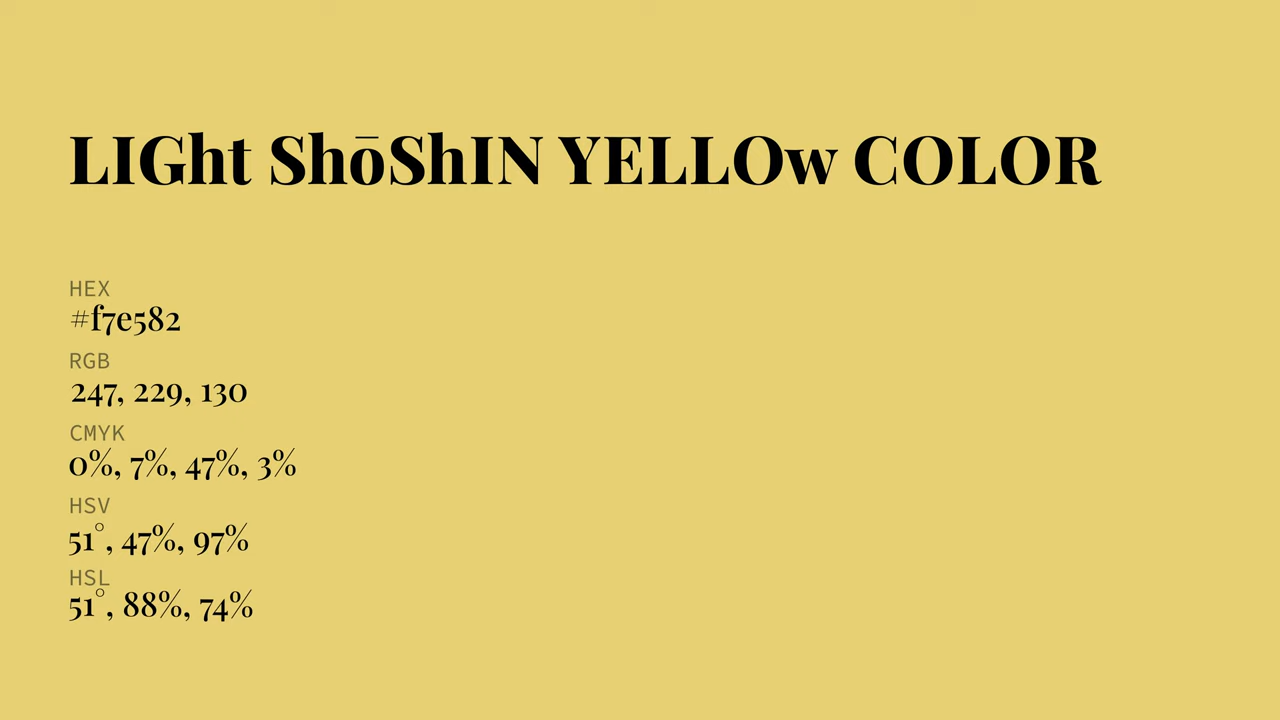 LIGht ShōShIN YELLOw COLOR
HEX
#f7e582
RGB
247, 229, 130
CMYK
0%, 7%, 47%, 3%
HSV
51°, 47%, 97%
HSL
51°, 88%, 74%